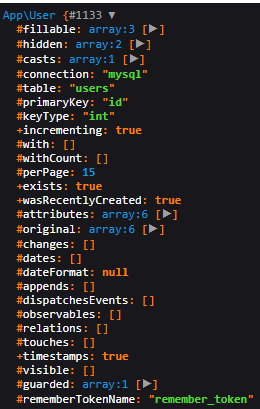 App\User {#1133 ▼
#fillable: array:3 [▶]
#hidden: array:2 [▶]
#casts: array:1 [▶]
#connection: "mysql"
#table: "users"
#primaryKey: "id"
#keyType: "int"
+incrementing: true
#with: []
#withCount: []
#perPage: 15
+exists: true
+wasRecentlyCreated: true
#attributes: array:6 [▶]
#original: array:6 [▶]
#changes: []
#dates: []
#dateFormat: null
#appends: []
#dispatchesEvents: []
#observables: []
#relations: []
#touches: []
+timestamps: true
#visible: []
#guarded: array:1 [▶]
#rememberTokenName: "remember_token"